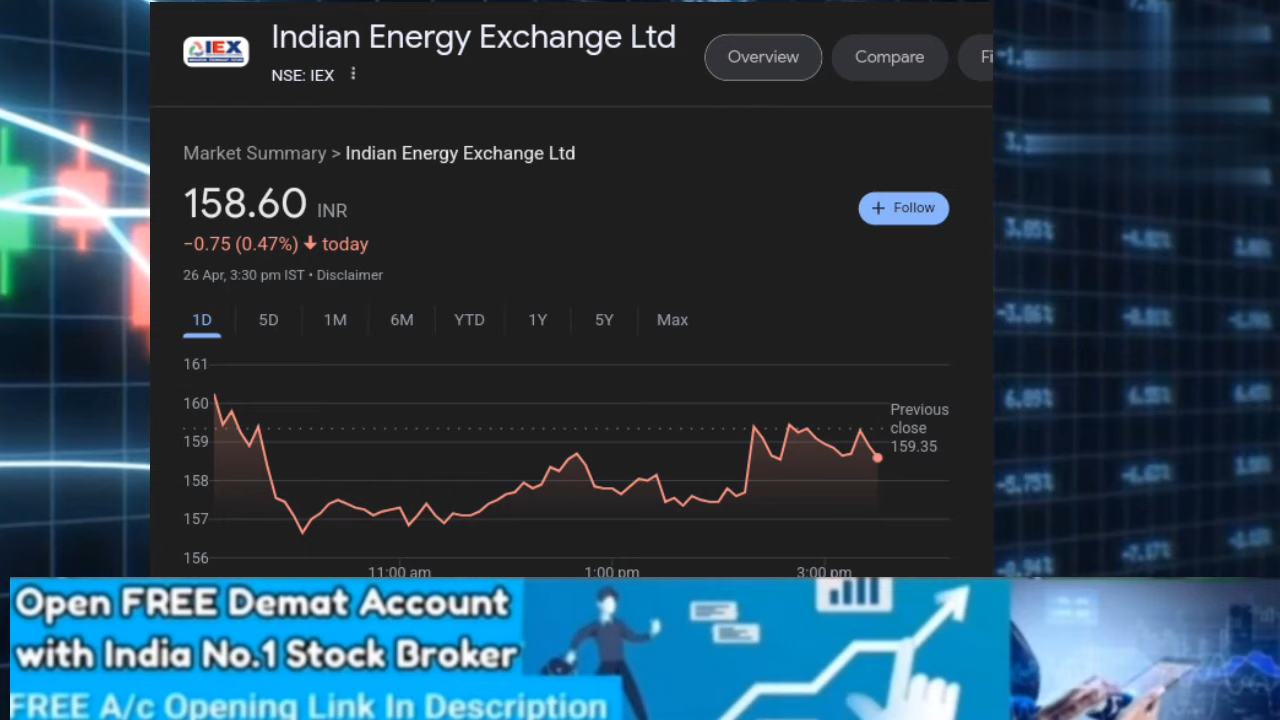 IEX
Indian Energy Exchange Ltd
NSE: IEX
Overview
Compare
Market Summary > Indian Energy Exchange Ltd
158.60 INR
+ Follow
−0.75 (0.47%) 🡇 today
26 Apr, 3:30 pm IST • Disclaimer
1D 5D 1M 6M YTD 1Y 5Y Max
161
160
159
158
157
156
Previous
close
159.35
11:00 am 1:00 pm 3:00 pm
Open FREE Demat Account
with India No.1 Stock Broker
FREE A/c Opening Link In Description